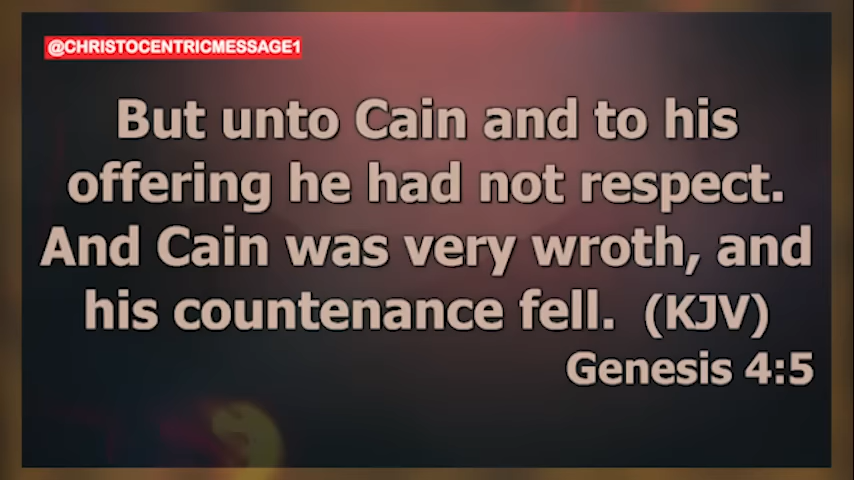 @CHRISTOCENTRICMESSAGE1
But unto Cain and to his
offering he had not respect.
And Cain was very wroth, and
his countenance fell. (KJV)
Genesis 4:5